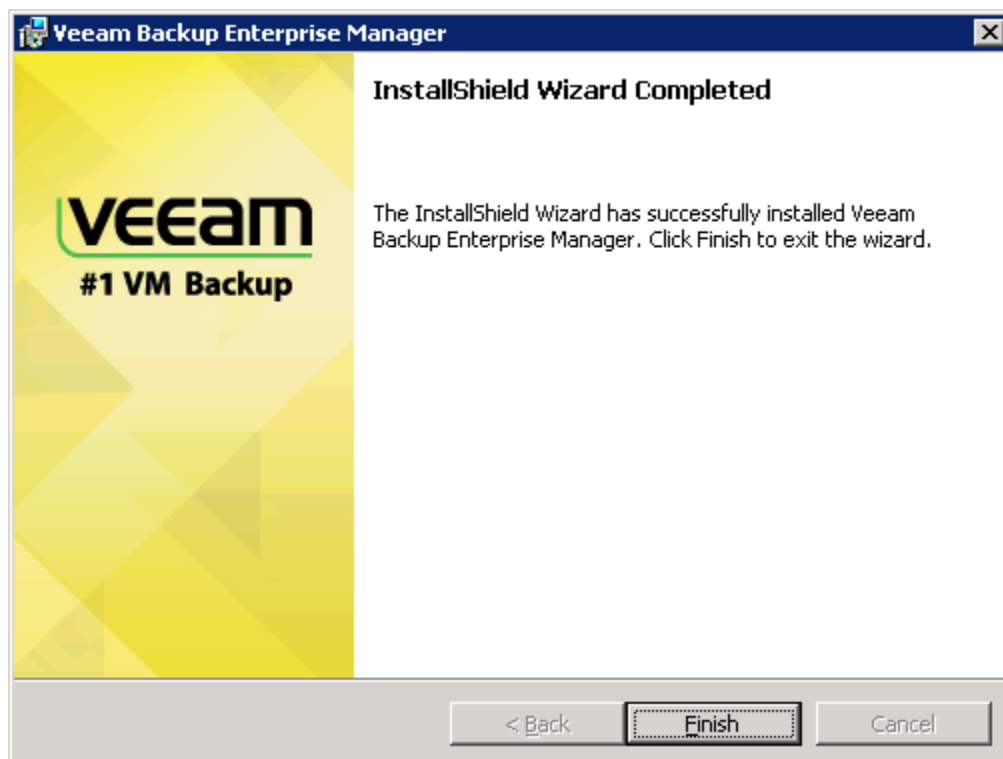 Veeam Backup Enterprise Manager
InstallShield Wizard Completed
The InstallShield Wizard has successfully installed Veeam
Backup Enterprise Manager. Click Finish to exit the wizard.
veeam
#1 VM Backup
< Back
Finish
Cancel